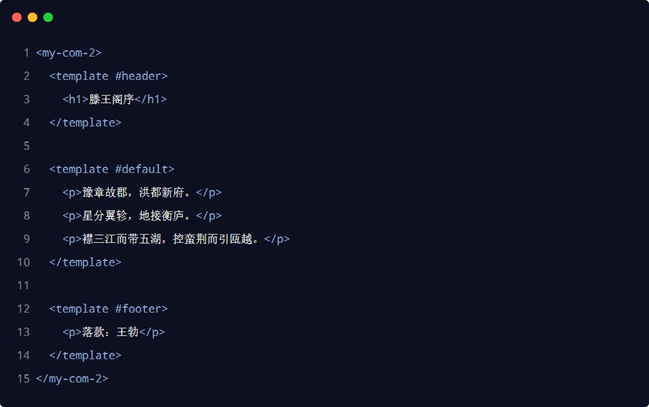 1 <my-com-2>
2   <template #header>
3     <h1>滕王阁序</h1>
4   </template>
5
6   <template #default>
7     <p>豫章故郡，洪都新府。</p>
8     <p>星分翼轸，地接衡庐。</p>
9     <p>襟三江而带五湖，控蛮荆而引瓯越。</p>
10   </template>
11
12   <template #footer>
13     <p>落款：王勃</p>
14   </template>
15 </my-com-2>